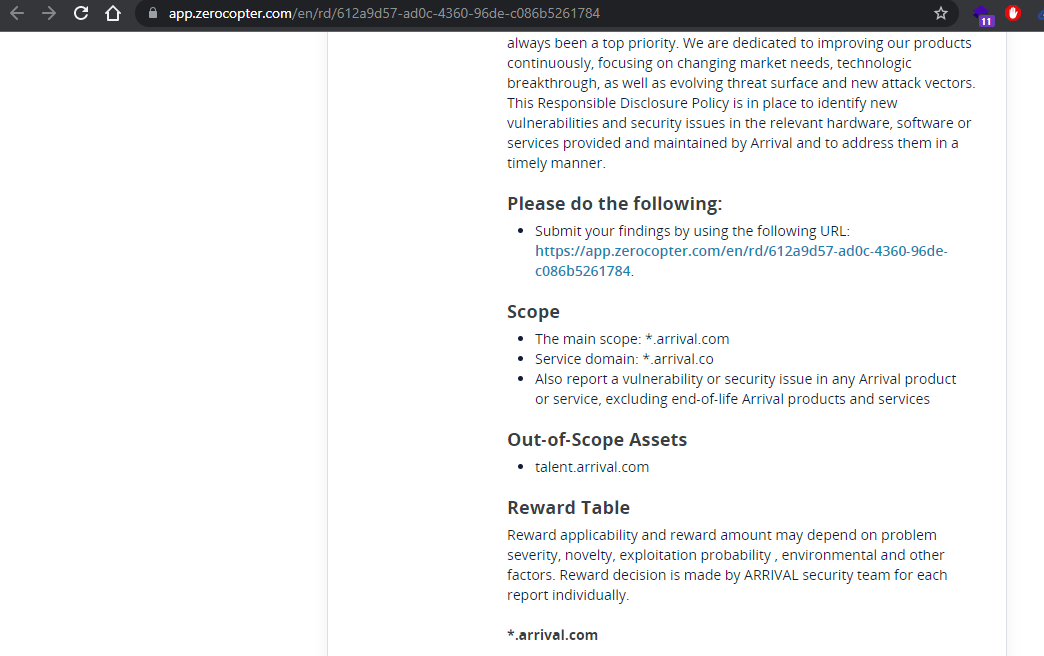 app.zerocopter.com/en/rd/612a9d57-ad0c-4360-96de-c086b5261784
11
always been a top priority. We are dedicated to improving our products
continuously, focusing on changing market needs, technologic
breakthrough, as well as evolving threat surface and new attack vectors.
This Responsible Disclosure Policy is in place to identify new
vulnerabilities and security issues in the relevant hardware, software or
services provided and maintained by Arrival and to address them in a
timely manner.
Please do the following:
• Submit your findings by using the following URL:
https://app.zerocopter.com/en/rd/612a9d57-ad0c-4360-96de-
c086b5261784.
Scope
• The main scope: *.arrival.com
• Service domain: *.arrival.co
• Also report a vulnerability or security issue in any Arrival product
or service, excluding end-of-life Arrival products and services
Out-of-Scope Assets
• talent.arrival.com
Reward Table
Reward applicability and reward amount may depend on problem
severity, novelty, exploitation probability , environmental and other
factors. Reward decision is made by ARRIVAL security team for each
report individually.
*.arrival.com